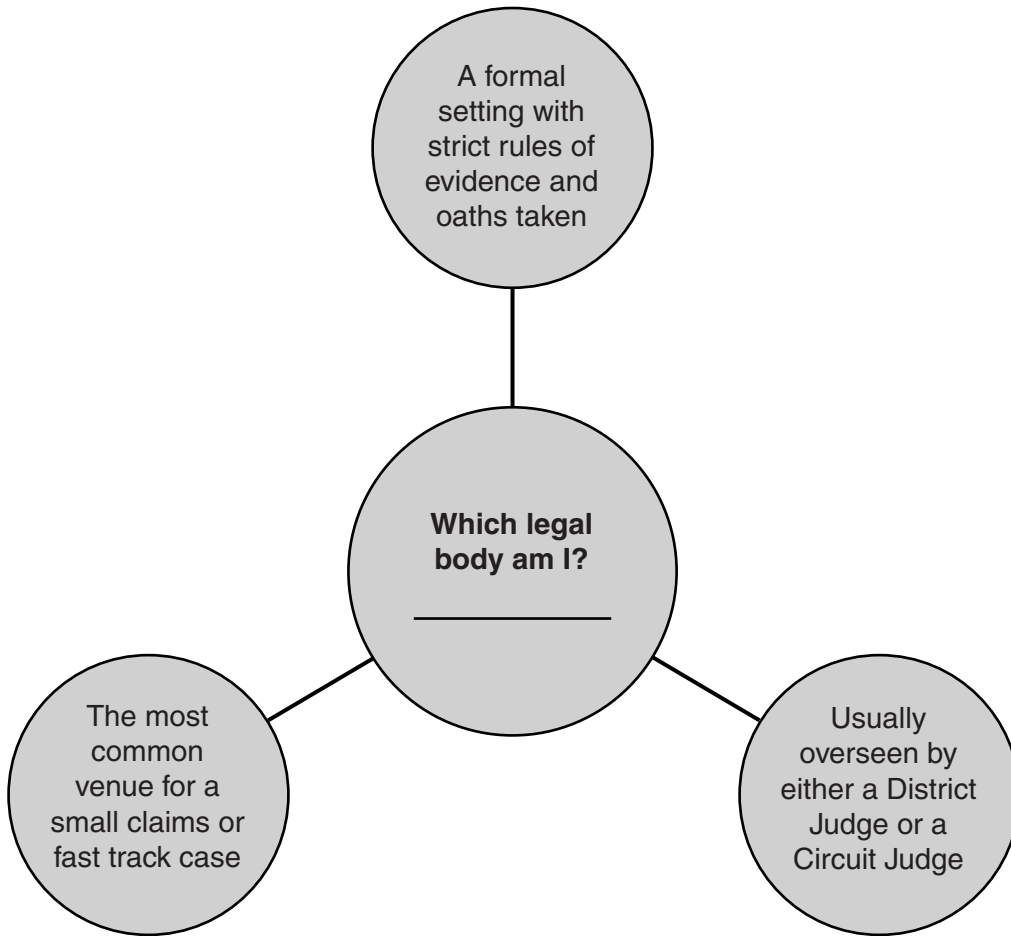 A formal
setting with
strict rules of
evidence and
oaths taken
Which legal
body am I?
The most
common
venue for a
small claims or
fast track case
Usually
overseen by
either a District
Judge or a
Circuit Judge